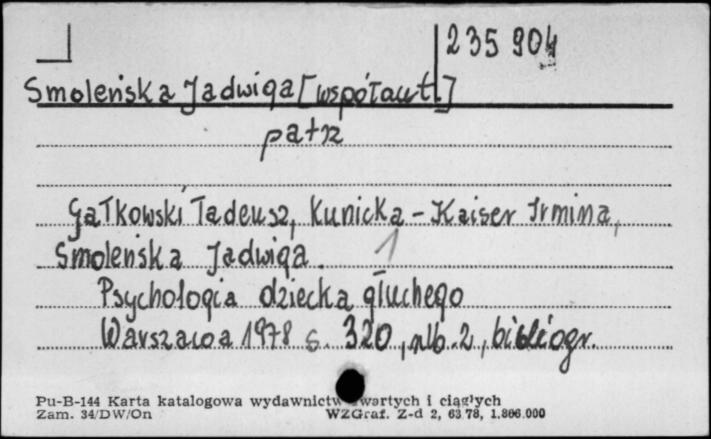 235 904
Smoleńska Jadwiga [współaut.]
patrz
Gałkowski Tadeusz, Kunicka-Kaiser Irmina,
Smoleńska Jadwiga. 1
Psychologia dziecka głuchego
Warszawa 1978 s. 320, nlb. 2, bibliogr.
Pu-B-144 Karta katalogowa wydawnictw zwartych i ciągłych
Zam. 34/DW/On WZGraf. Z-d 2, 63 78, 1.866.000